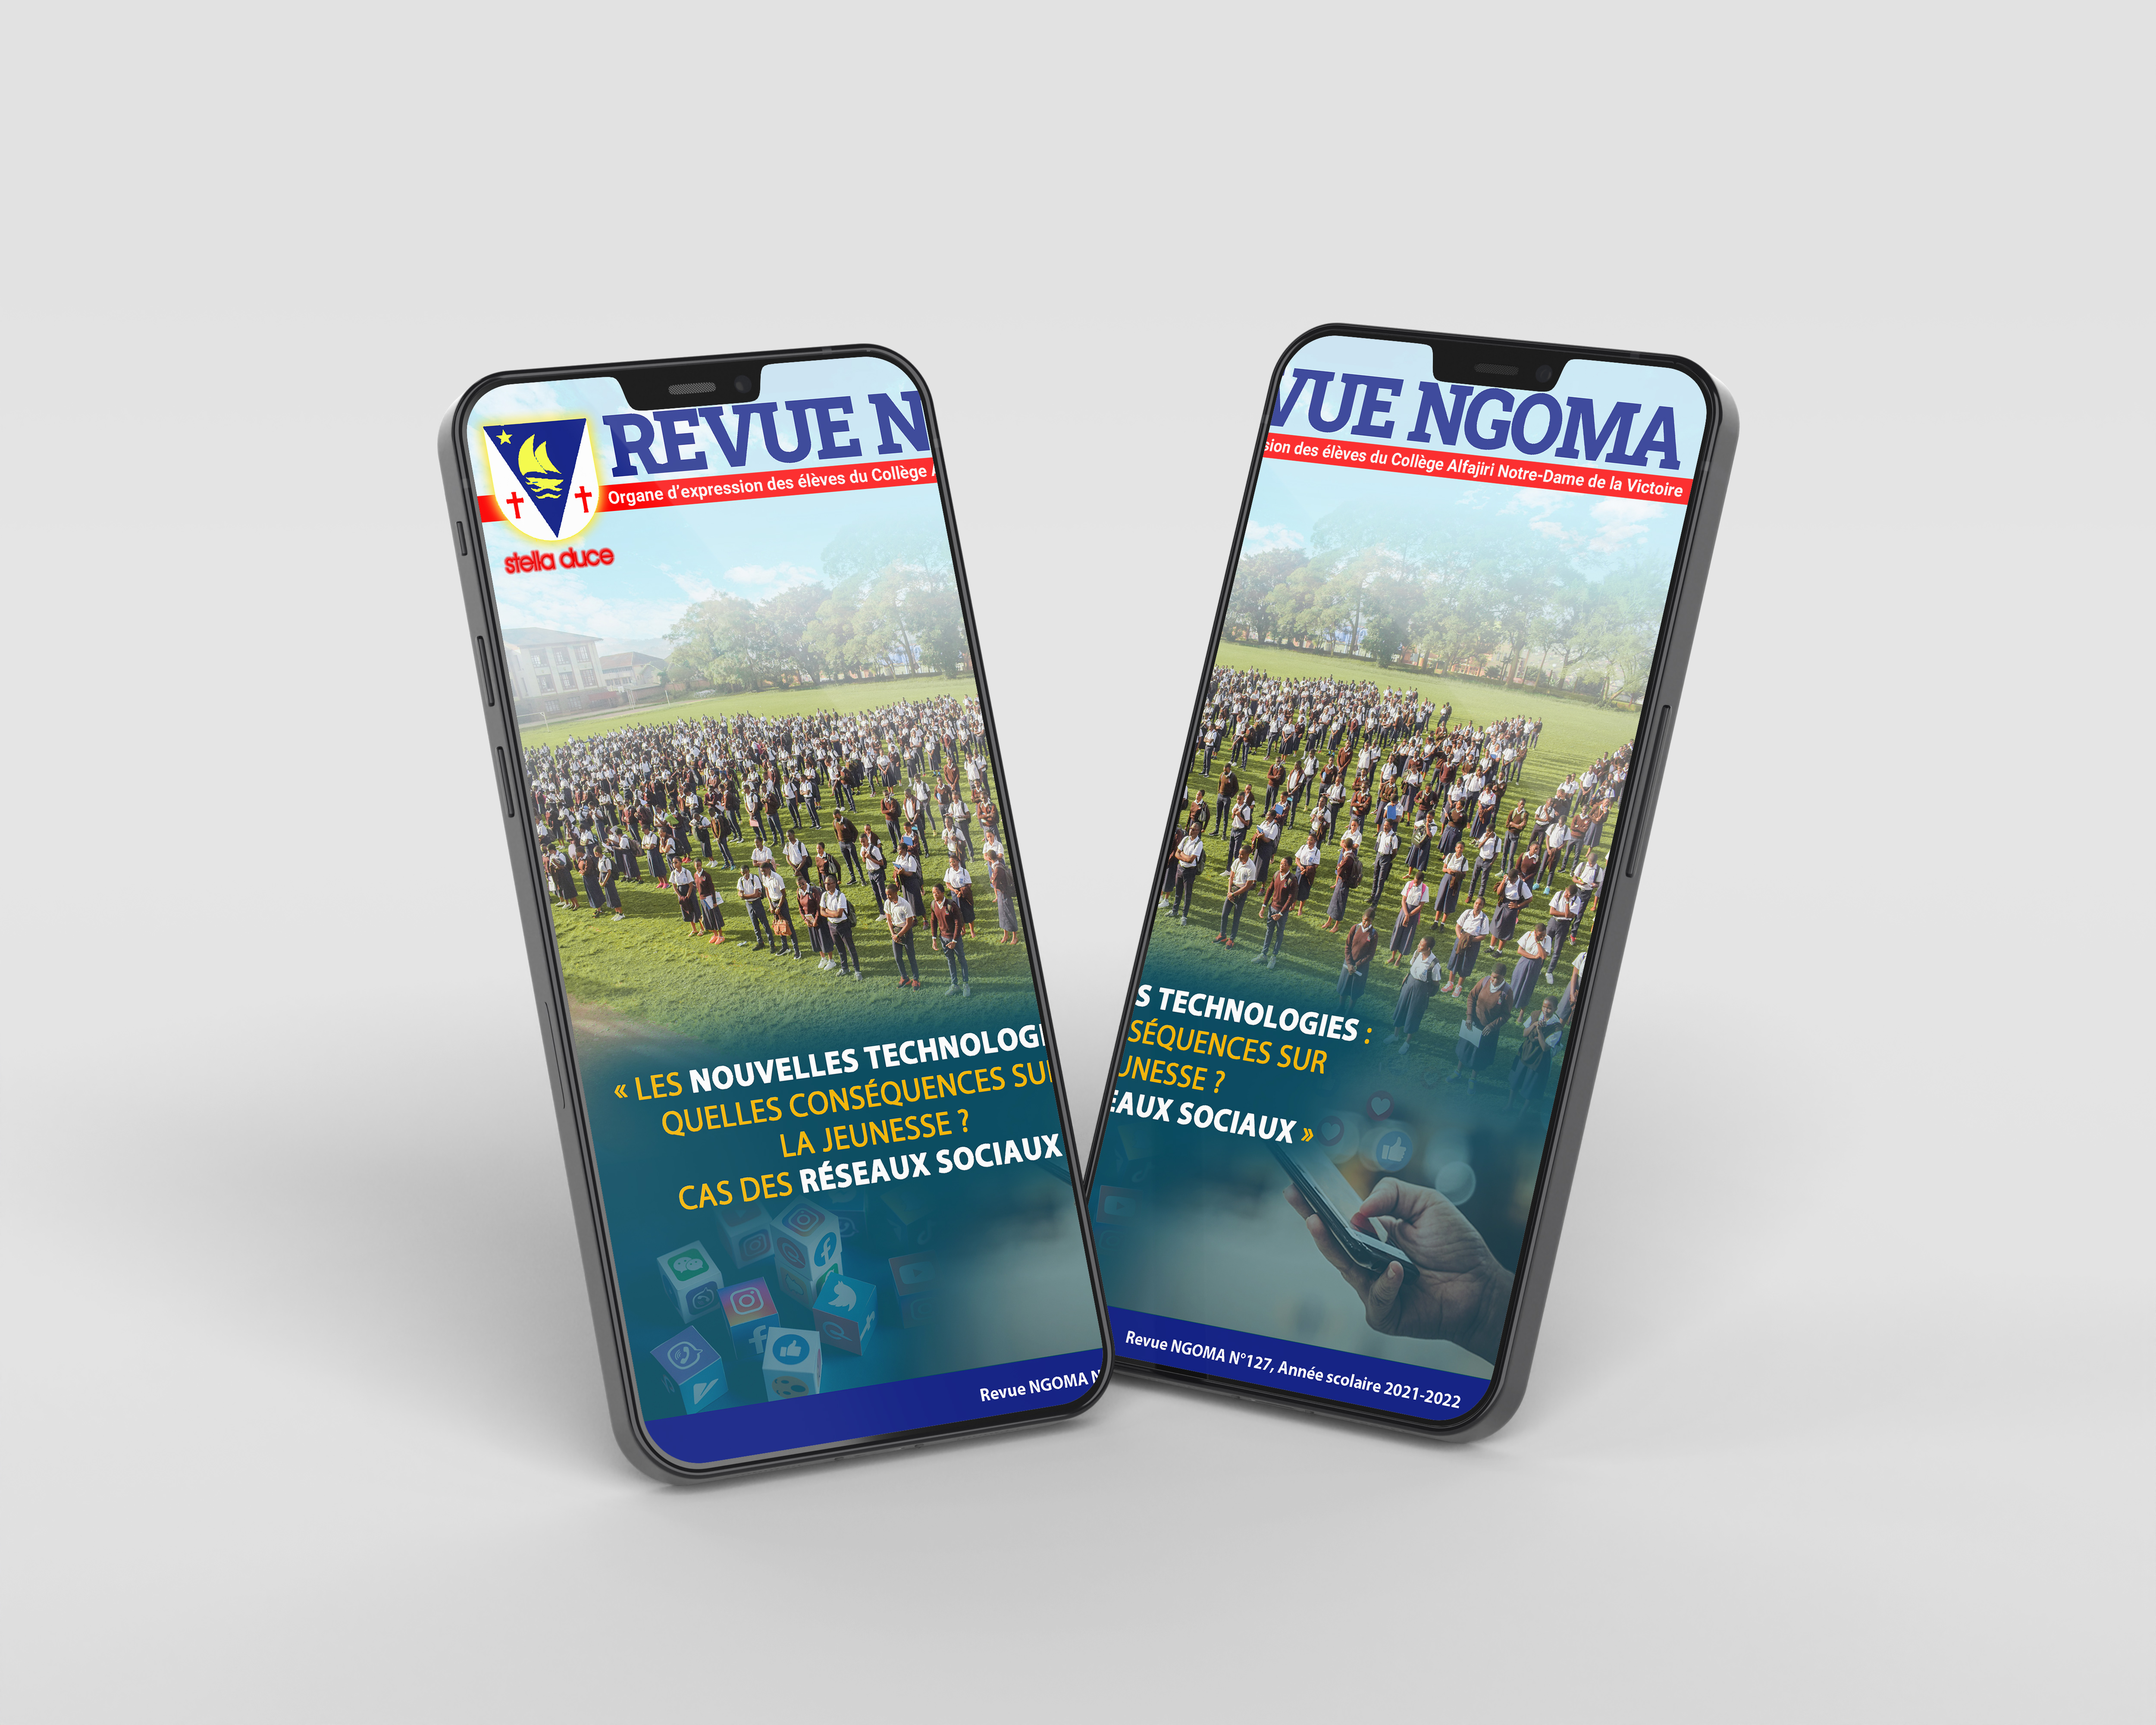 REVUE N
Organe d'expression des élèves du Collège
stella duce
« LES NOUVELLES TECHNOLOGI
QUELLES CONSÉQUENCES SU
LA JEUNESSE ?
CAS DES RÉSEAUX SOCIAUX
Revue NGOMA N
VUE NGOMA
sion des élèves du Collège Alfajiri Notre-Dame de la Victoire
S TECHNOLOGIES :
SÉQUENCES SUR
UNESSE ?
EAUX SOCIAUX »
Revue NGOMA N°127, Année scolaire 2021-2022